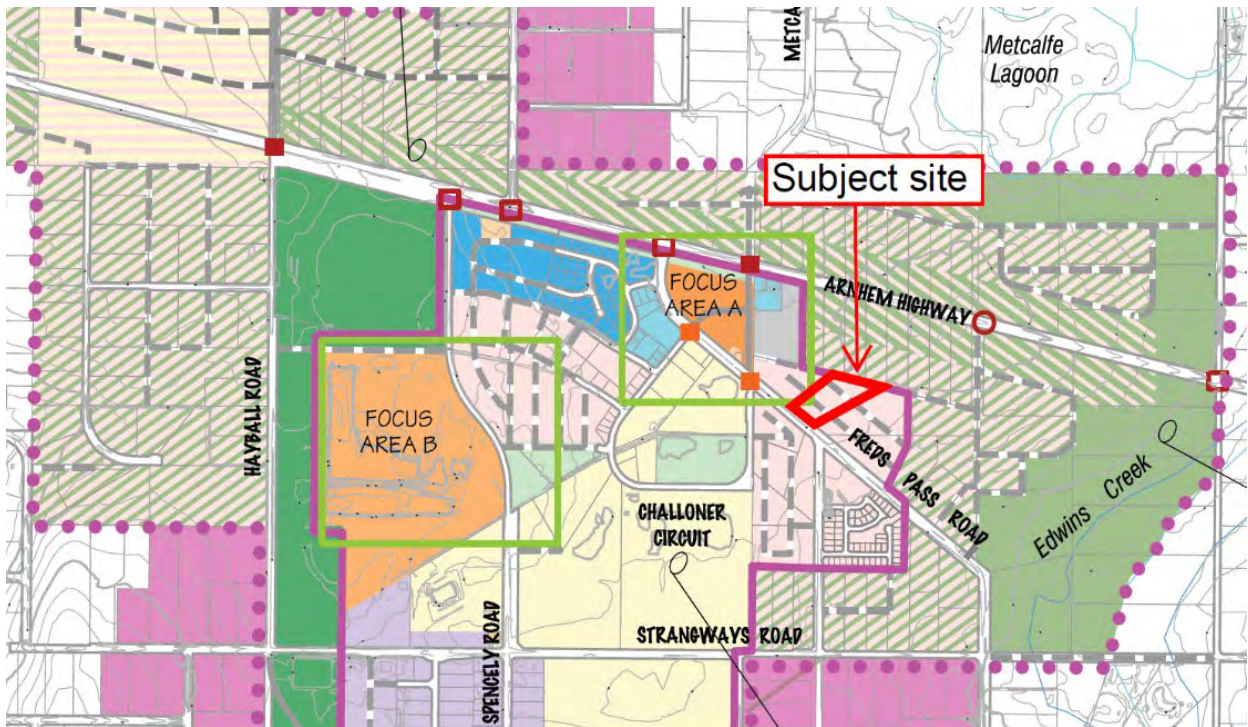 METCA
Metcalfe
Lagoon
Subject site
FOCUS
AREA A
ARNHEM HIGHWAY
HAYBALL ROAD
FOCUS
AREA B
FREDS PASS ROAD
CHALLONER
CIRCUIT
Edwins Creek
SPENCELY ROAD
STRANGWAYS ROAD